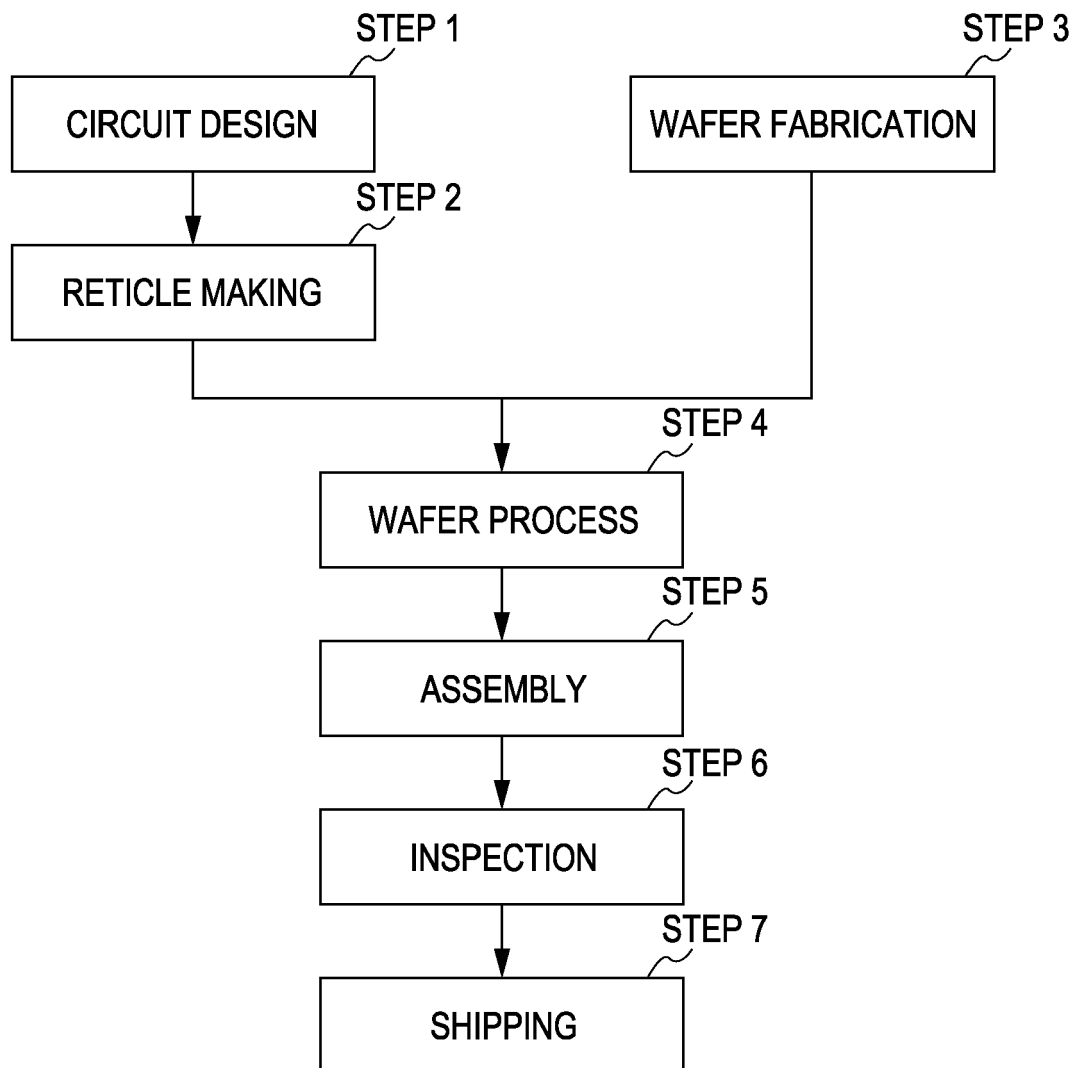 STEP 1
CIRCUIT DESIGN
STEP 2
RETICLE MAKING
STEP 3
WAFER FABRICATION
STEP 4
WAFER PROCESS
STEP 5
ASSEMBLY
STEP 6
INSPECTION
STEP 7
SHIPPING